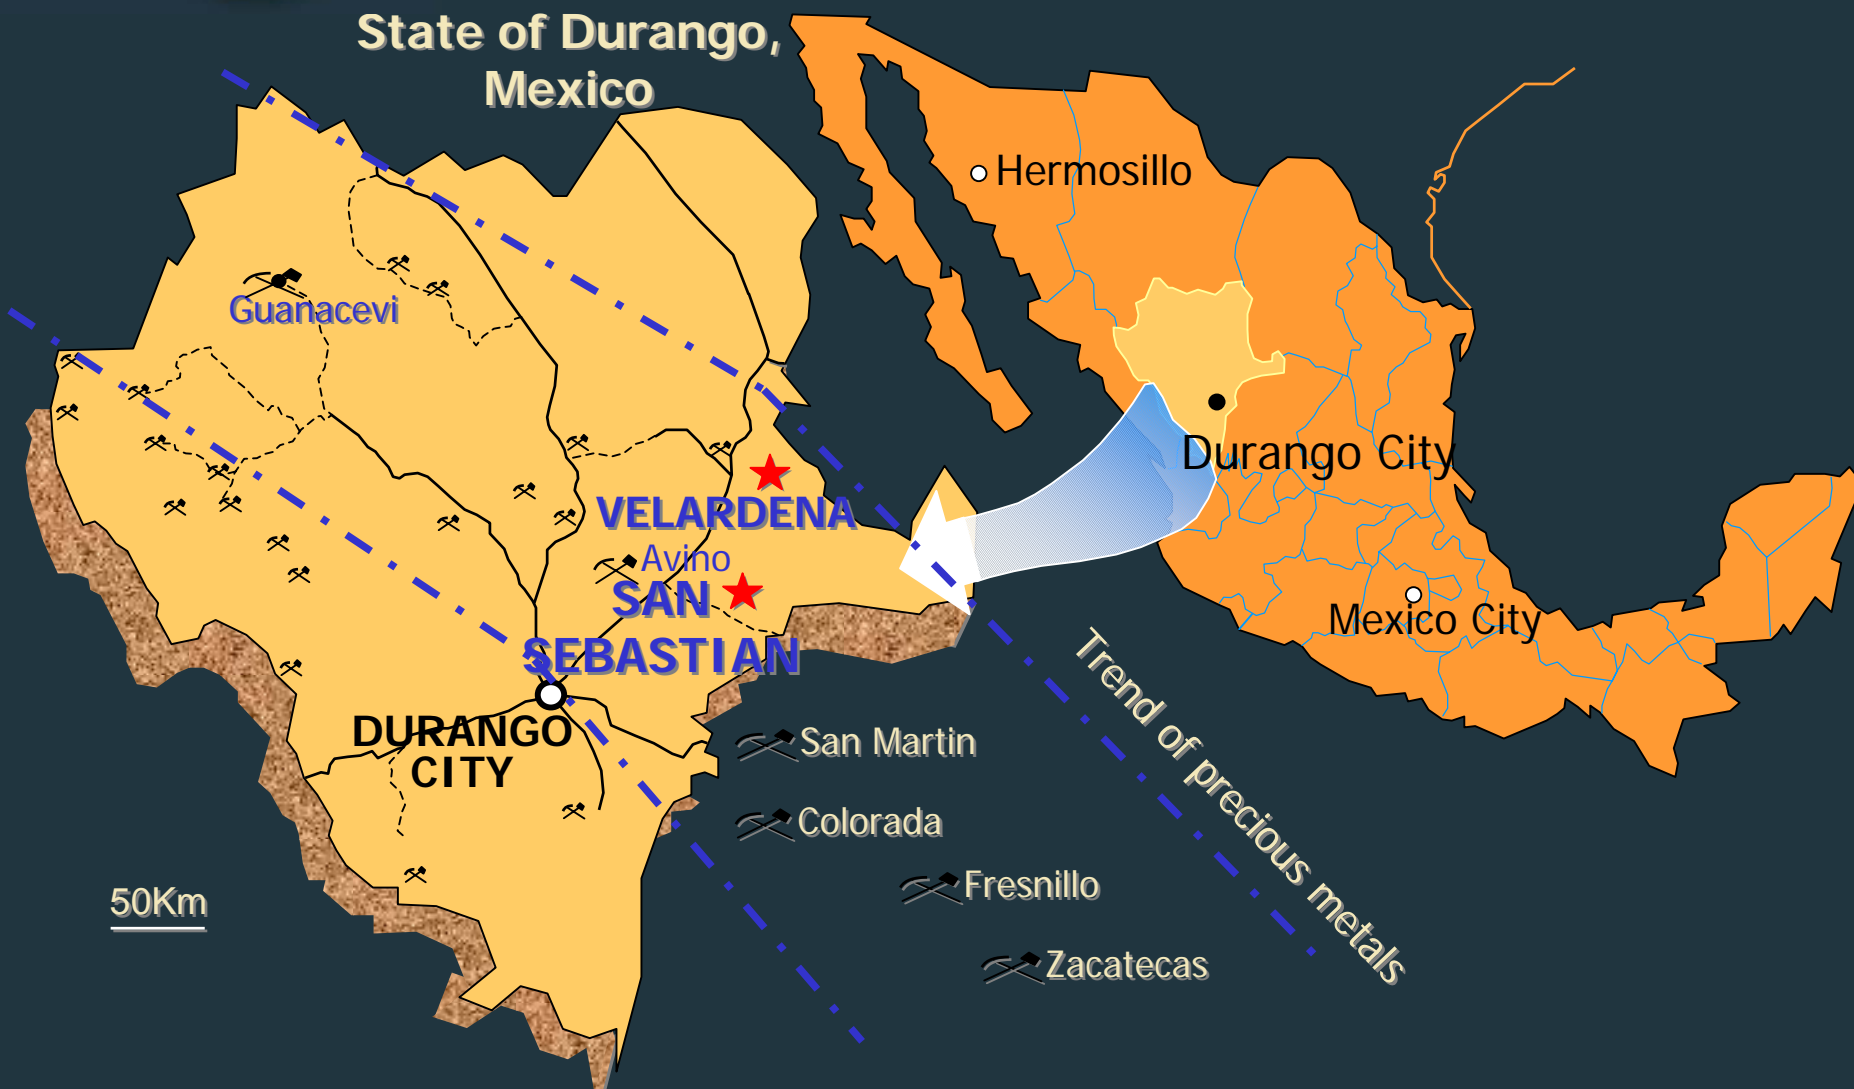 State of Durango,
Mexico
Hermosillo
Guanacevi
Durango City
VELARDENA
Avino
SAN
SEBASTIAN
Mexico City
DURANGO
CITY
San Martin
Colorada
Fresnillo
Zacatecas
Trend of precious metals
50Km